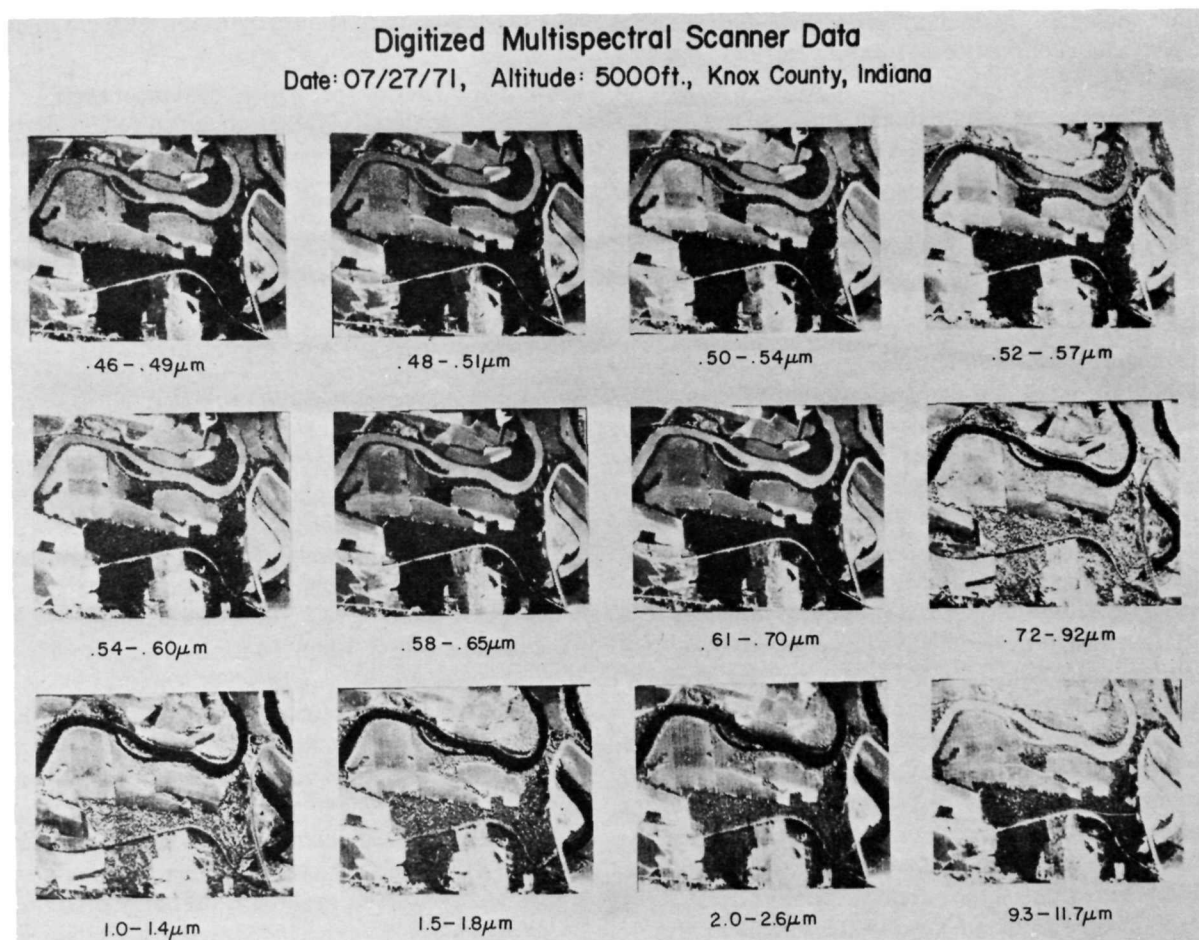 Digitized Multispectral Scanner Data
Date: 07/27/71, Altitude: 5000ft., Knox County, Indiana
.46-.49μm
.48-.51μm
.50-.54μm
.52-.57μm
.54-.60μm
.58-.65μm
.61-.70μm
.72-.92μm
1.0-1.4μm
1.5-1.8μm
2.0-2.6μm
9.3-11.7μm